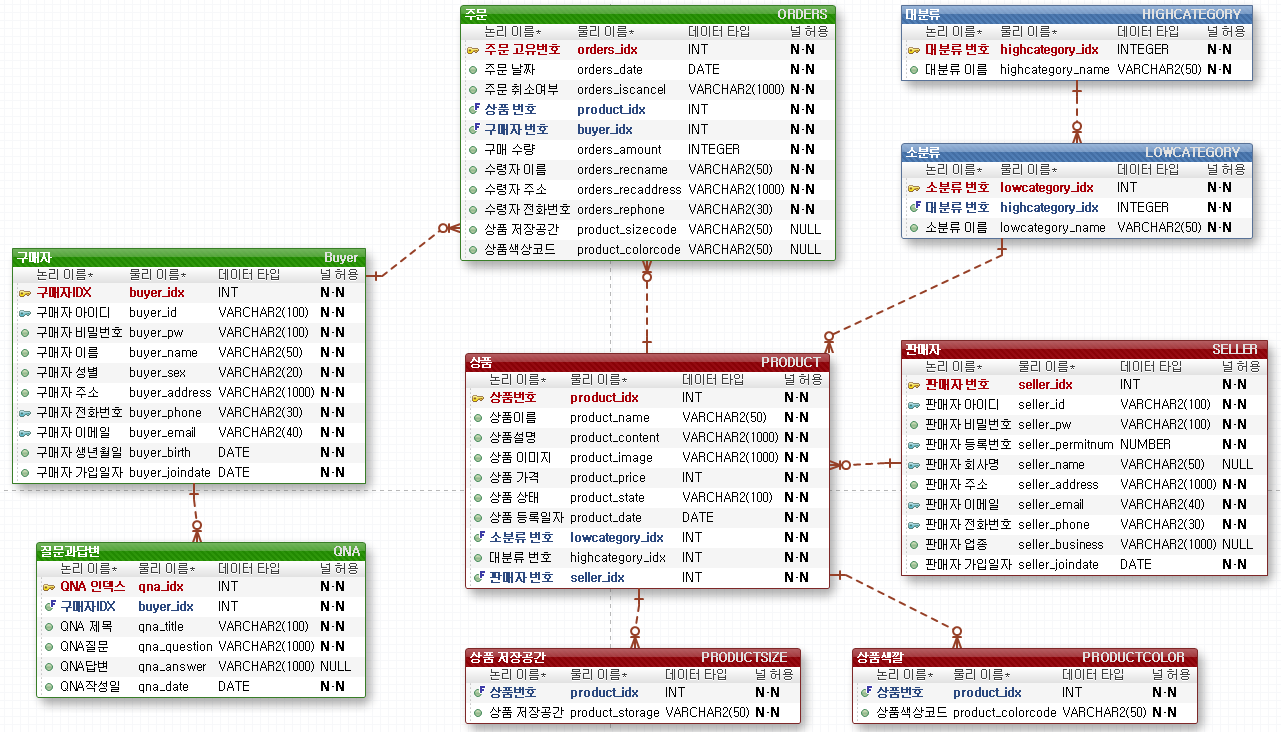 주문 ORDERS
논리 이름* 물리 이름* 데이터 타입 널 허용
주문 고유번호 orders_idx INT N-N
주문 날짜 orders_date DATE N-N
주문 취소여부 orders_iscancel VARCHAR2(1000) N-N
상품 번호 product_idx INT N-N
구매자 번호 buyer_idx INT N-N
구매 수량 orders_amount INTEGER N-N
수령자 이름 orders_recname VARCHAR2(50) N-N
수령자 주소 orders_recaddress VARCHAR2(1000) N-N
수령자 전화번호 orders_rephone VARCHAR2(30) N-N
상품 저장공간 product_sizecode VARCHAR2(50) NULL
상품색상코드 product_colorcode VARCHAR2(50) NULL
대분류 HIGHCATEGORY
논리 이름* 물리 이름* 데이터 타입 널 허용
대분류 번호 highcategory_idx INTEGER N-N
대분류 이름 highcategory_name VARCHAR2(50) N-N
소분류 LOWCATEGORY
논리 이름* 물리 이름* 데이터 타입 널 허용
소분류 번호 lowcategory_idx INT N-N
대분류 번호 highcategory_idx INTEGER N-N
소분류 이름 lowcategory_name VARCHAR2(50) N-N
구매자 Buyer
논리 이름* 물리 이름* 데이터 타입 널 허용
구매자IDX buyer_idx INT N-N
구매자 아이디 buyer_id VARCHAR2(100) N-N
구매자 비밀번호 buyer_pw VARCHAR2(100) N-N
구매자 이름 buyer_name VARCHAR2(50) N-N
구매자 성별 buyer_sex VARCHAR2(20) N-N
구매자 주소 buyer_address VARCHAR2(1000) N-N
구매자 전화번호 buyer_phone VARCHAR2(30) N-N
구매자 이메일 buyer_email VARCHAR2(40) N-N
구매자 생년월일 buyer_birth DATE N-N
구매자 가입일자 buyer_joindate DATE N-N
상품 PRODUCT
논리 이름* 물리 이름* 데이터 타입 널 허용
상품번호 product_idx INT N-N
상품이름 product_name VARCHAR2(50) N-N
상품설명 product_content VARCHAR2(1000) N-N
상품 이미지 product_image VARCHAR2(1000) N-N
상품 가격 product_price INT N-N
상품 상태 product_state VARCHAR2(100) N-N
상품 등록일자 product_date DATE N-N
소분류 번호 lowcategory_idx INT N-N
대분류 번호 highcategory_idx INT N-N
판매자 번호 seller_idx INT N-N
판매자 SELLER
논리 이름* 물리 이름* 데이터 타입 널 허용
판매자 번호 seller_idx INT N-N
판매자 아이디 seller_id VARCHAR2(100) N-N
판매자 비밀번호 seller_pw VARCHAR2(100) N-N
판매자 등록번호 seller_permitnum NUMBER N-N
판매자 회사명 seller_name VARCHAR2(50) NULL
판매자 주소 seller_address VARCHAR2(1000) N-N
판매자 이메일 seller_email VARCHAR2(40) N-N
판매자 전화번호 seller_phone VARCHAR2(30) N-N
판매자 업종 seller_business VARCHAR2(1000) NULL
판매자 가입일자 seller_joindate DATE N-N
질문과답변 QNA
논리 이름* 물리 이름* 데이터 타입 널 허용
QNA 인덱스 qna_idx INT N-N
구매자IDX buyer_idx INT N-N
QNA 제목 qna_title VARCHAR2(100) N-N
QNA질문 qna_question VARCHAR2(1000) N-N
QNA답변 qna_answer VARCHAR2(1000) NULL
QNA작성일 qna_date DATE N-N
상품 저장공간 PRODUCTSIZE
논리 이름* 물리 이름* 데이터 타입 널 허용
상품번호 product_idx INT N-N
상품 저장공간 product_storage VARCHAR2(50) N-N
상품색깔 PRODUCTCOLOR
논리 이름* 물리 이름* 데이터 타입 널 허용
상품번호 product_idx INT N-N
상품색상코드 product_colorcode VARCHAR2(50) N-N